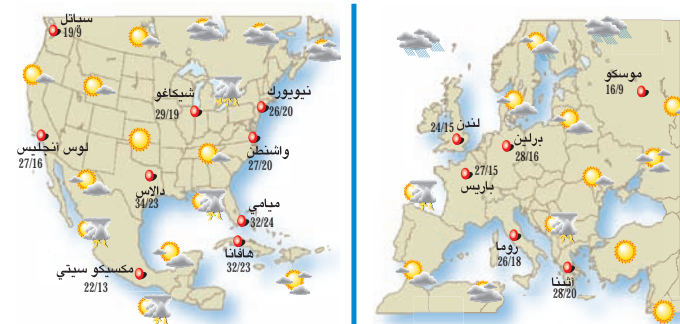 سياتل
19/9
شيكاغو
29/19
نيويورك
26/20
لوس انجليس
27/16
واشنطن
27/20
دالاس
34/23
ميامي
32/24
هافانا
32/23
مكسيكو سيتي
22/13
موسكو
16/9
لندن
24/15
برلين
28/16
27/15
باريس
روما
26/18
اثينا
28/20